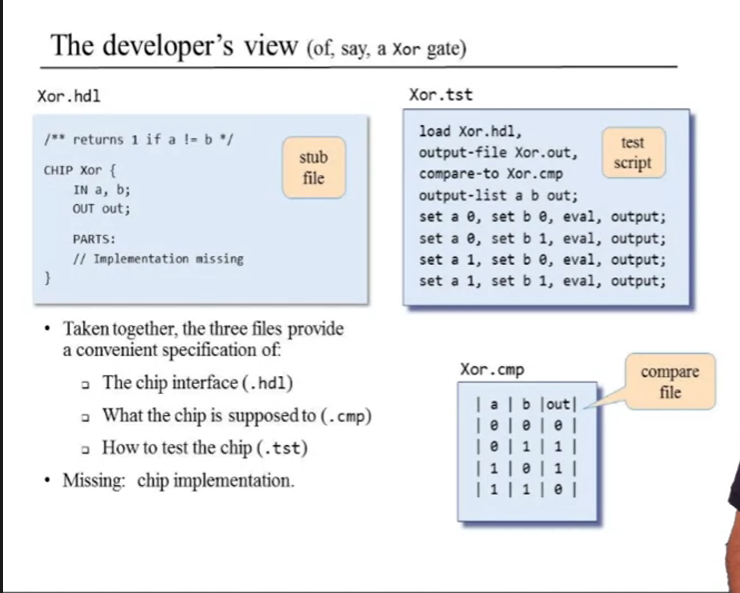 The developer's view (of, say, a Xor gate)
Xor.hdl
/** returns 1 if a != b */
CHIP Xor {
IN a, b;
OUT out;
PARTS:
// Implementation missing
}
stub
file
Xor.tst
load Xor.hdl,
output-file Xor.out,
compare-to Xor.cmp
output-list a b out;
set a 0, set b 0, eval, output;
set a 0, set b 1, eval, output;
set a 1, set b 0, eval, output;
set a 1, set b 1, eval, output;
test
script
• Taken together, the three files provide
a convenient specification of:
The chip interface (.hdl)
What the chip is supposed to (.cmp)
How to test the chip (.tst)
• Missing: chip implementation.
Xor.cmp
| a | b |out|
| 0 | 0 | 0 |
| 0 | 1 | 1 |
| 1 | 0 | 1 |
| 1 | 1 | 0 |
compare
file